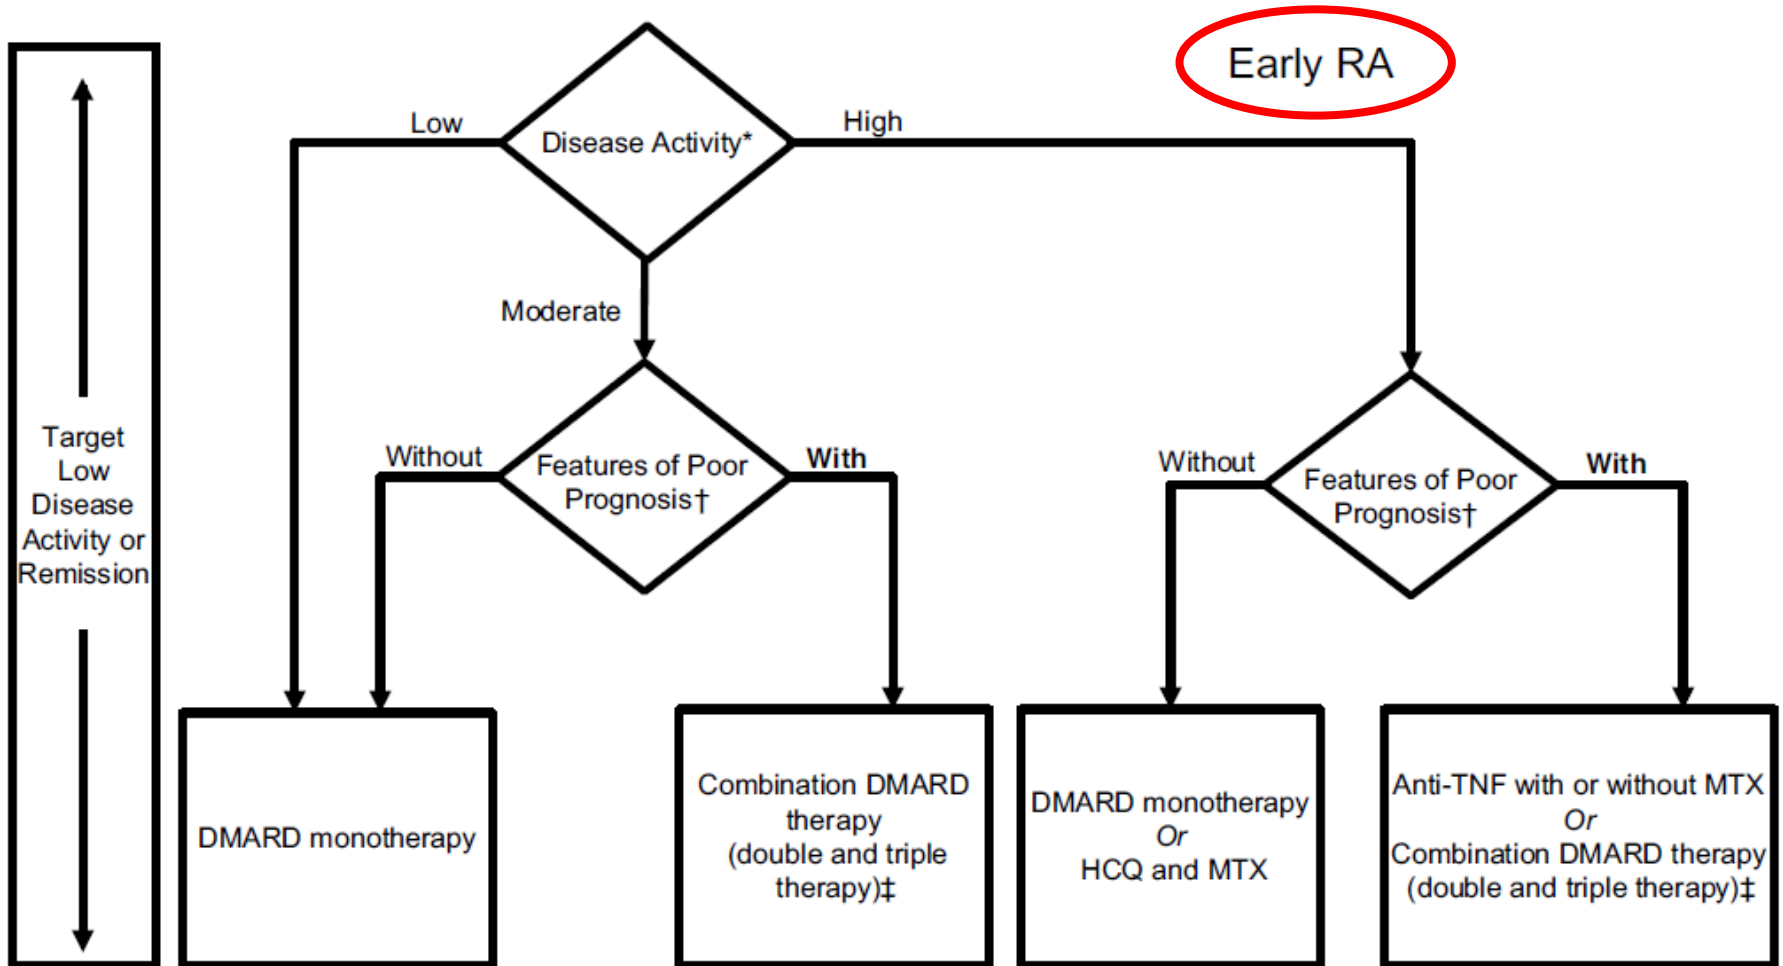 Early RA
Low
Disease Activity*
High
Moderate
Target
Low
Disease
Activity or
Remission
Without
Features of Poor
Prognosis†
With
Without
Features of Poor
Prognosis†
With
DMARD monotherapy
Combination DMARD
therapy
(double and triple
therapy)‡
DMARD monotherapy
Or
HCQ and MTX
Anti-TNF with or without MTX
Or
Combination DMARD therapy
(double and triple therapy)‡